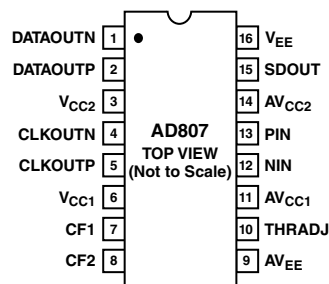 DATAOUTN 1
DATAOUTP 2
VCC2 3
CLKOUTN 4
CLKOUTP 5
VCC1 6
CF1 7
CF2 8
AD807
TOP VIEW
(Not to Scale)
16 VEE
15 SDOUT
14 AVCC2
13 PIN
12 NIN
11 AVCC1
10 THRADJ
9 AVEE